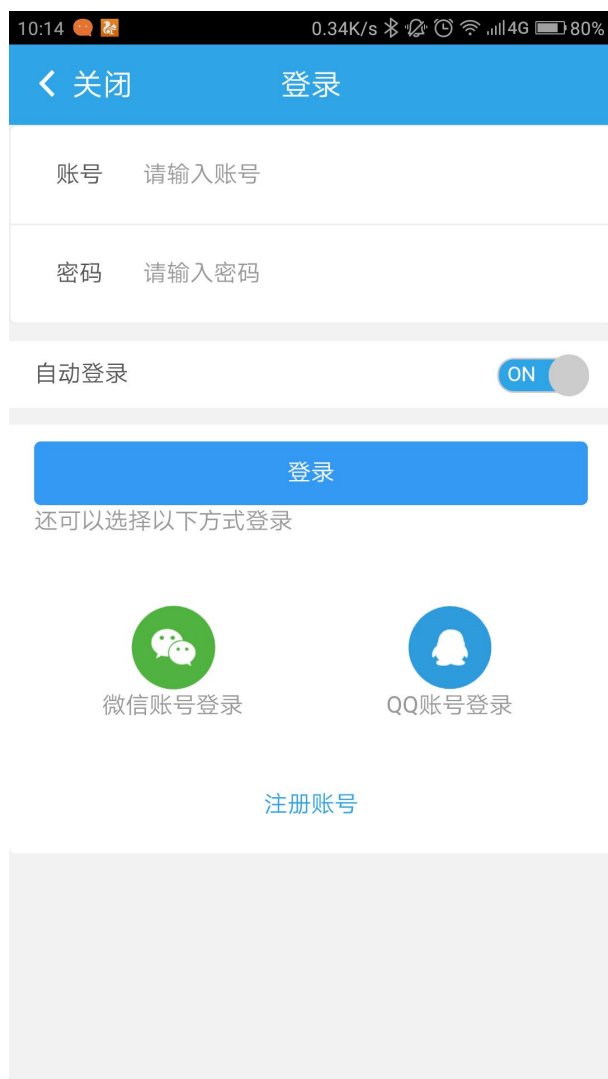 10:14 0.34K/s 4G 80%
关闭 登录
账号 请输入账号
密码 请输入密码
自动登录 ON
登录
还可以选择以下方式登录
微信账号登录 QQ账号登录
注册账号